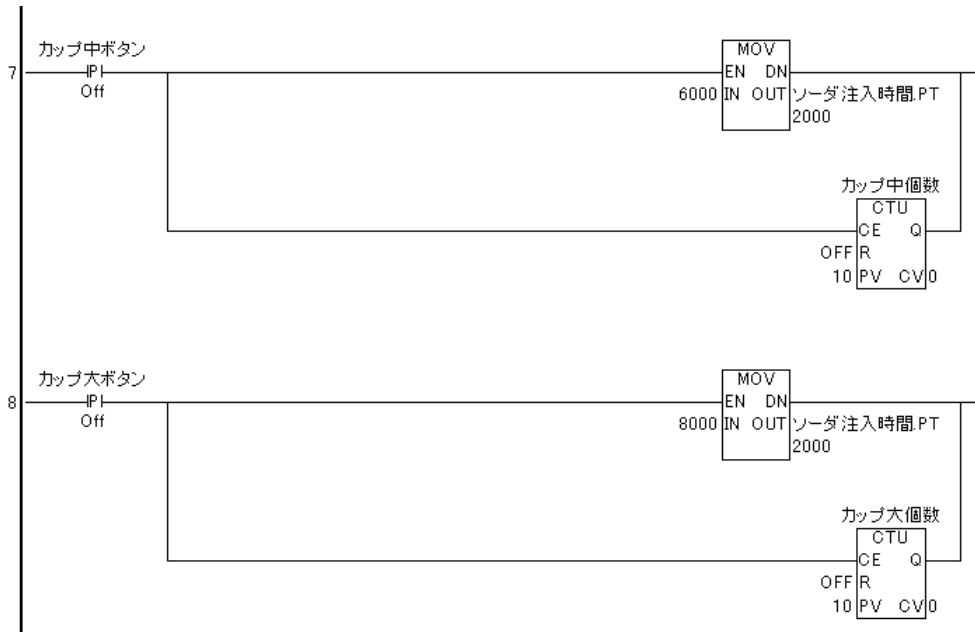 カップ中ボタン
7
P
Off
MOV
EN DN
6000 IN OUT ソーダ注入時間.PT
2000
カップ中個数
CTU
CE Q
OFF R
10 PV CV 0
カップ大ボタン
8
P
Off
MOV
EN DN
8000 IN OUT ソーダ注入時間.PT
2000
カップ大個数
CTU
CE Q
OFF R
10 PV CV 0